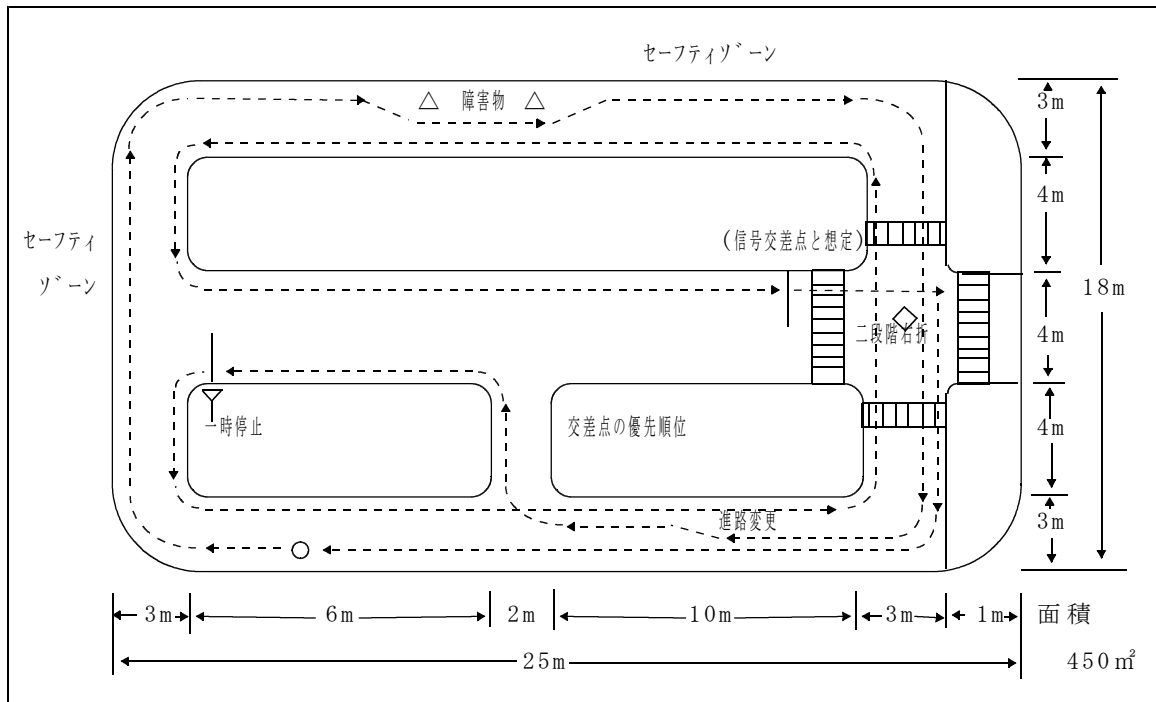 セーフティゾーン
△ 障害物 △
3m
4m
セーフティ
ゾーン
(信号交差点と想定)
18m
4m
二段階右折
一時停止
交差点の優先順位
4m
進路変更
3m
3m
6m
2m
10m
3m
1m
面積
25m
450㎡